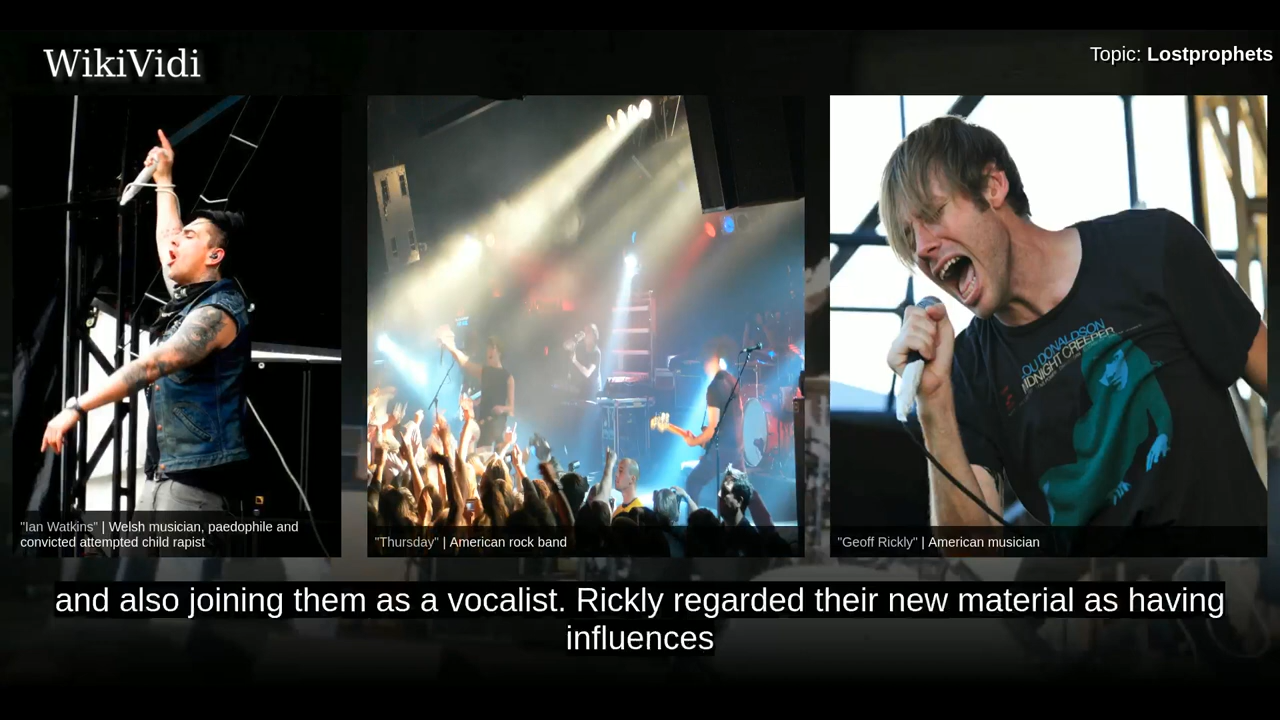 WikiVidi
Topic: Lostprophets
"Ian Watkins" | Welsh musician, paedophile and
convicted attempted child rapist
"Thursday" | American rock band
LOU DONALDSON
MIDNIGHT CREEPER
"Geoff Rickly" | American musician
and also joining them as a vocalist. Rickly regarded their new material as having
influences